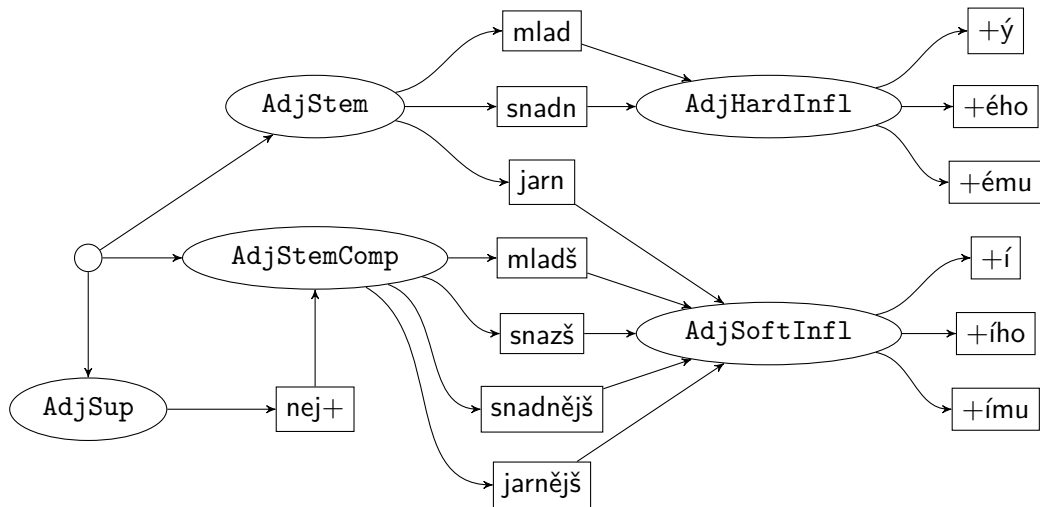 mlad
+ý
AdjStem
snadn
AdjHardInfl
+ého
jarn
+ému
AdjStemComp
mladš
+í
snazš
AdjSoftInfl
+ího
AdjSup
nej+
snadnějš
+ímu
jarnějš